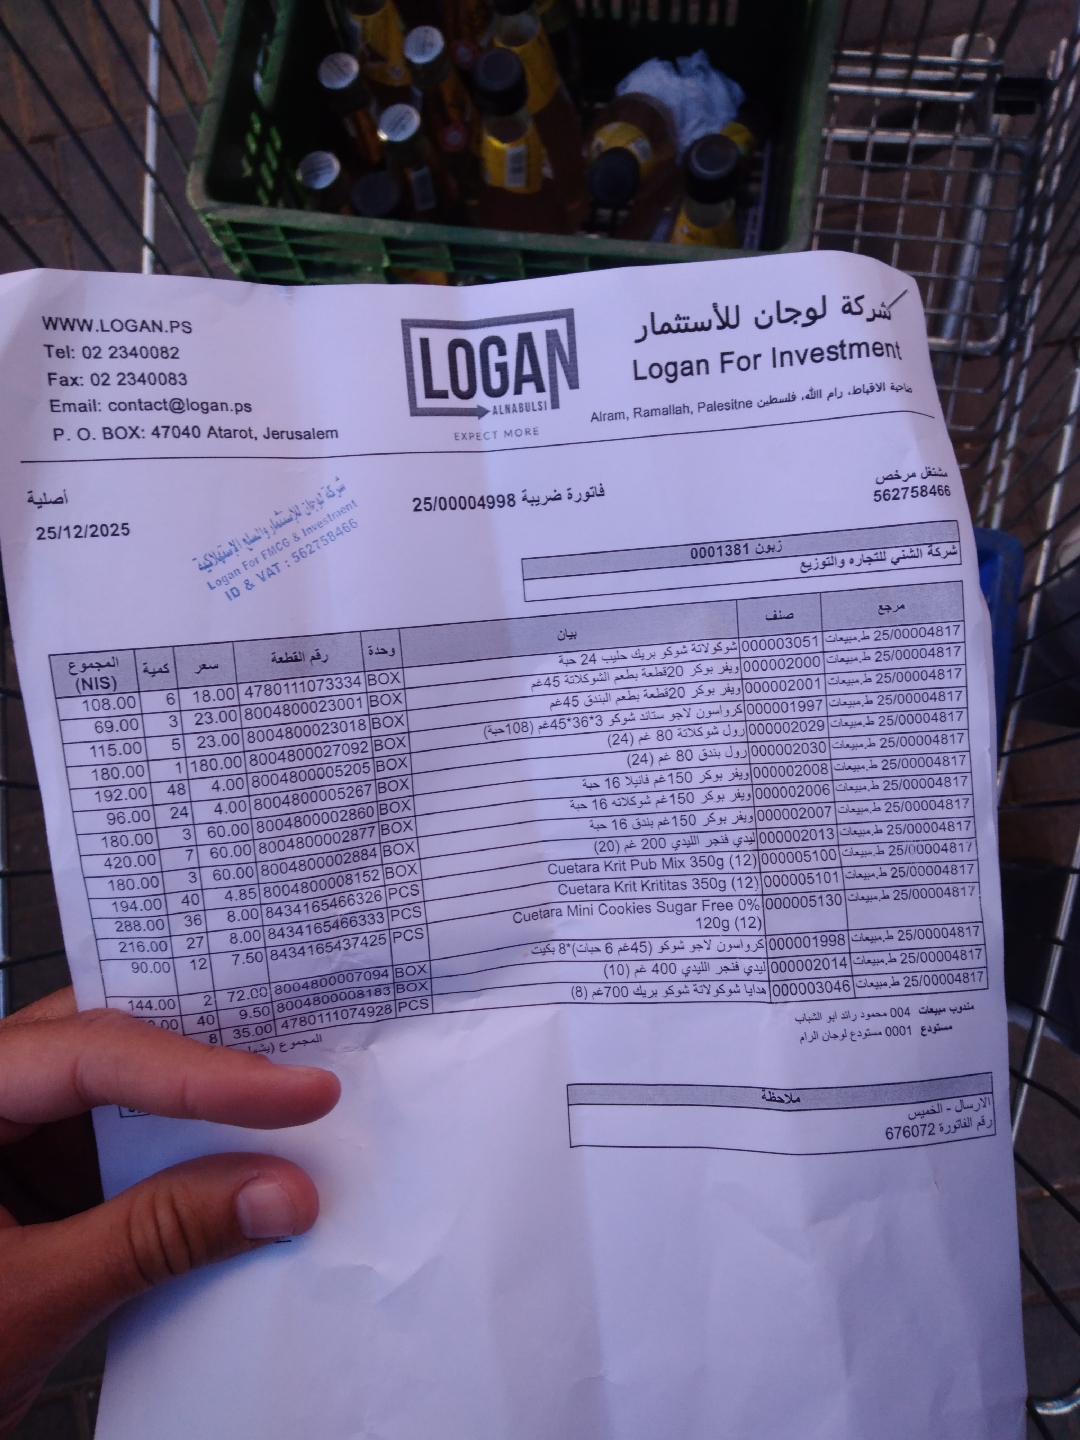 WWW.LOGAN.PS
Tel: 02 2340082
Fax: 02 2340083
Email: contact@logan.ps
P. O. BOX: 47040 Atarot, Jerusalem
LOGAN
ALNABULSI
EXPECT MORE
شركة لوجان للأستثمار
Logan For Investment
Alram, Ramallah, Palesitne ضاحية الاقباط، رام الله، فلسطين
أصلية
25/12/2025
شركة لوجان للإستثمار والسلع الاستهلاكية
Logan For FMCG & Investment
ID & VAT : 562758466
فاتورة ضريبة 25/00004998
مشتغل مرخص
562758466
زبون 0001381
شركة الشني للتجاره والتوزيع
مرجع صنف بيان وحدة رقم القطعة سعر كمية المجموع (NIS)
25/00004817 ط.مبيعات 000003051 شوكولاتة شوكو بريك حليب 24 حبة BOX 4780111073334 18.00 6 108.00
25/00004817 ط.مبيعات 000002000 ويفر بوكر 20قطعة بطعم الشوكلاتة 45غم BOX 8004800023001 23.00 3 69.00
25/00004817 ط.مبيعات 000002001 ويفر بوكر 20قطعة بطعم البندق 45غم BOX 8004800023018 23.00 5 115.00
25/00004817 ط.مبيعات 000001997 كرواسون لاجو ستاند شوكو 3*36*45غم (108حبة) BOX 8004800027092 180.00 1 180.00
25/00004817 ط.مبيعات 000002029 رول شوكلاتة 80 غم (24) BOX 8004800005205 4.00 48 192.00
25/00004817 ط.مبيعات 000002030 رول بندق 80 غم (24) BOX 8004800005267 4.00 24 96.00
25/00004817 ط.مبيعات 000002008 ويفر بوكر 150غم فانيلا 16 حبة BOX 8004800002860 60.00 3 180.00
25/00004817 ط.مبيعات 000002006 ويفر بوكر 150غم شوكلاته 16 حبة BOX 8004800002877 60.00 7 420.00
25/00004817 ط.مبيعات 000002007 ويفر بوكر 150غم بندق 16 حبة BOX 8004800002884 60.00 3 180.00
25/00004817 ط.مبيعات 000002013 ليدي فنجر الليدي 200 غم (20) BOX 8004800008152 4.85 40 194.00
25/00004817 ط.مبيعات 000005100 Cuetara Krit Pub Mix 350g (12) PCS 8434165466326 8.00 36 288.00
25/00004817 ط.مبيعات 000005101 Cuetara Krit Krititas 350g (12) PCS 8434165466333 8.00 27 216.00
25/00004817 ط.مبيعات 000005130 Cuetara Mini Cookies Sugar Free 0% 120g (12) PCS 8434165437425 7.50 12 90.00
25/00004817 ط.مبيعات 000001998 كرواسون لاجو شوكو (45غم 6 حبات)*8 بكيت BOX 8004800007094 72.00 2 144.00
25/00004817 ط.مبيعات 000002014 ليدي فنجر الليدي 400 غم (10) BOX 8004800008183 9.50 40
25/00004817 ط.مبيعات 000003046 هدايا شوكولاتة شوكو بريك 700غم (8) PCS 4780111074928 35.00 8
المجموع
مندوب مبيعات 004 محمود رائد ابو الشباب
مستودع 0001 مستودع لوجان الرام
ملاحظة
الارسال - الخميس
رقم الفاتورة 676072